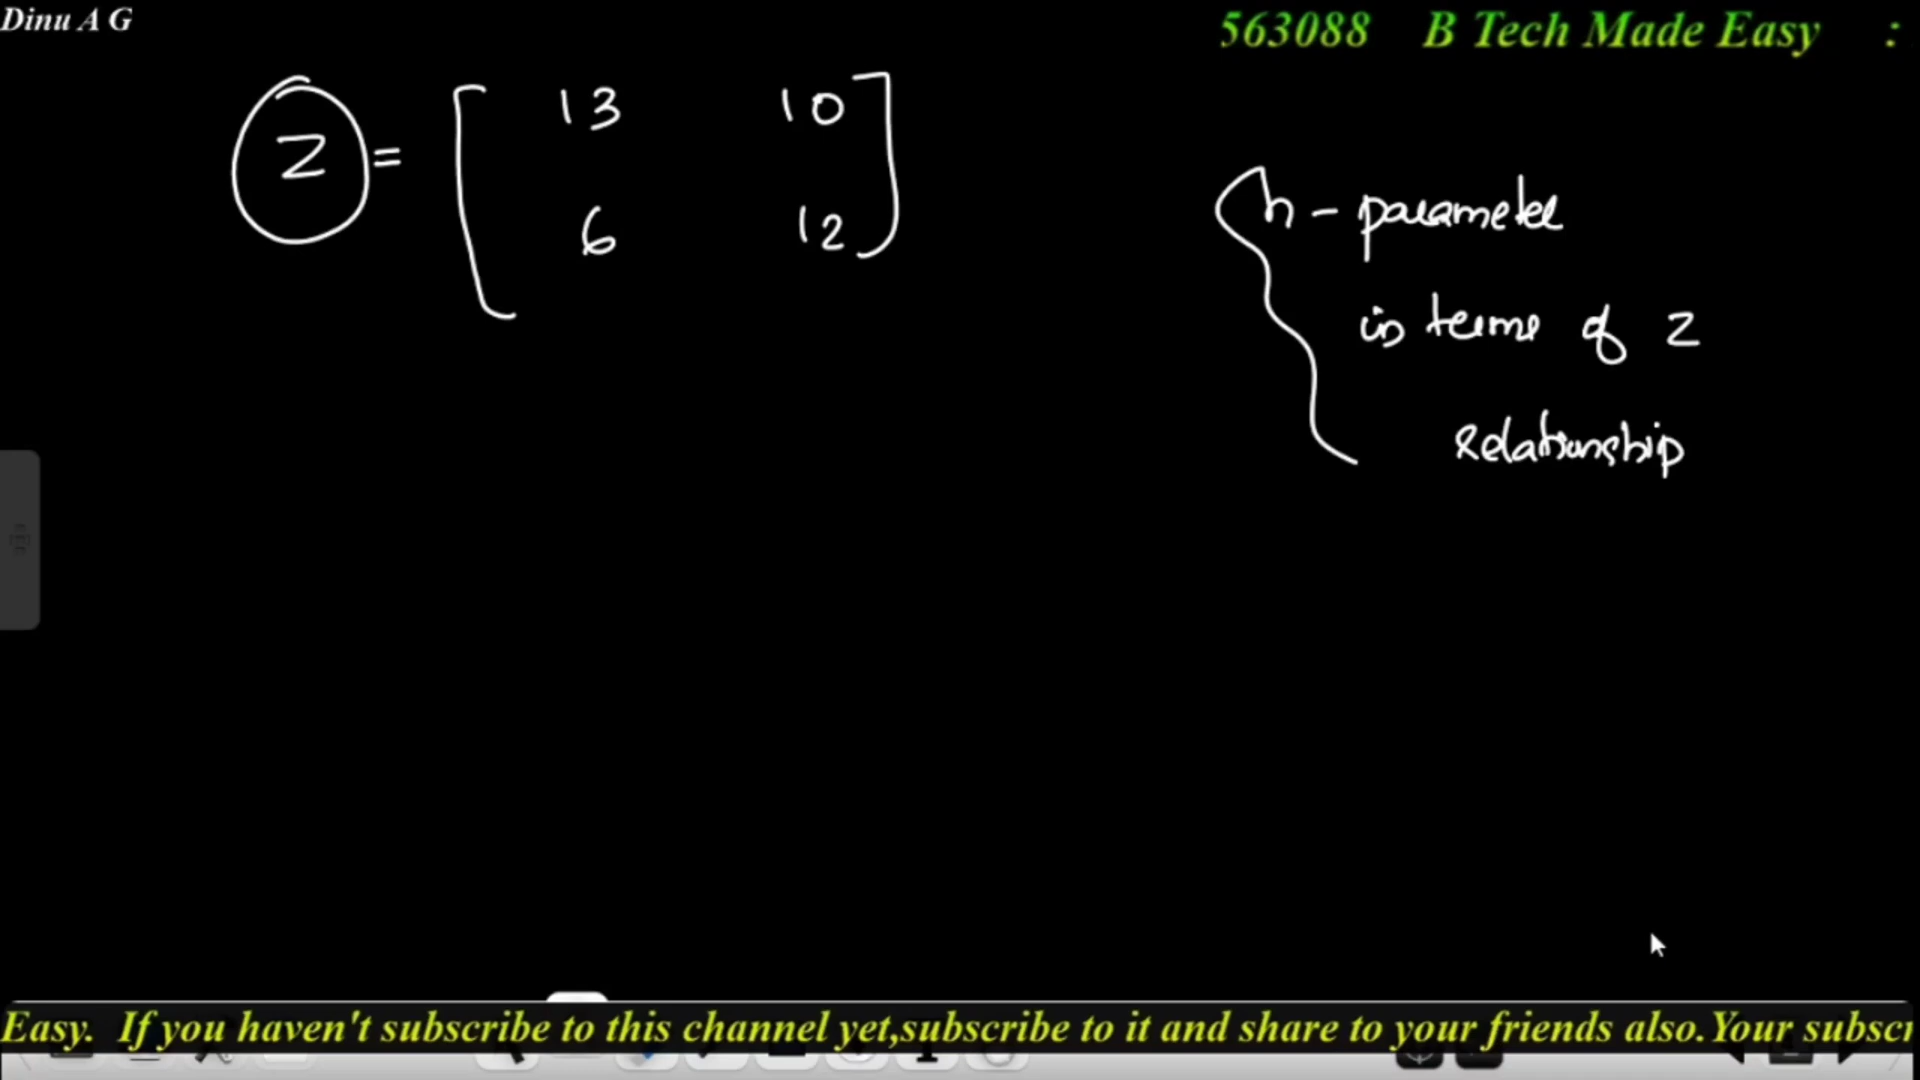 Dinu A G
563088 B Tech Made Easy :
Z = [ 13 10
6 12 ]
h - parameter
in terms of Z
Relationship
Easy. If you haven't subscribe to this channel yet,subscribe to it and share to your friends also.Your subscr